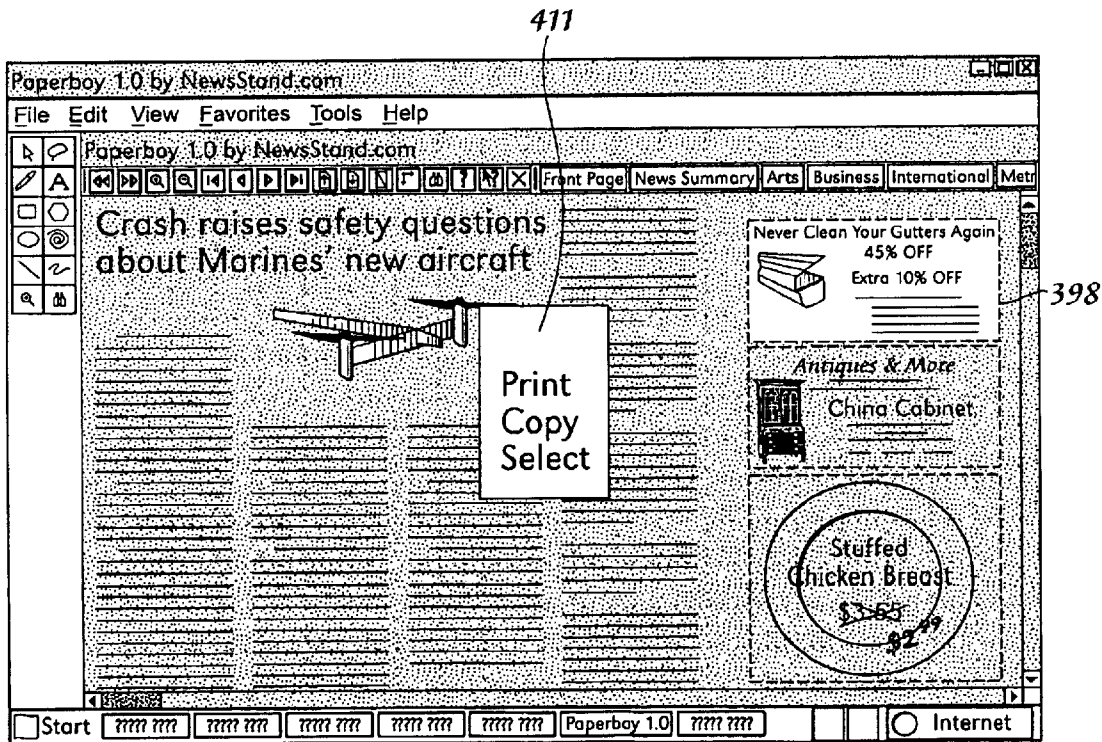 411
Paperboy 1.0 by NewsStand.com
File Edit View Favorites Tools Help
Paperboy 1.0 by NewsStand.com
A
Front Page News Summary Arts Business International Metr
Crash raises safety questions
about Marines' new aircraft
Print
Copy
Select
Never Clean Your Gutters Again
45% OFF
Extra 10% OFF
398
Antiques & More
China Cabinet
Stuffed
Chicken Breast
$3.65
$2.99
Start ????? ???? ????? ???? ????? ???? ????? ???? ????? ???? Paperboy 1.0 ????? ???? Internet